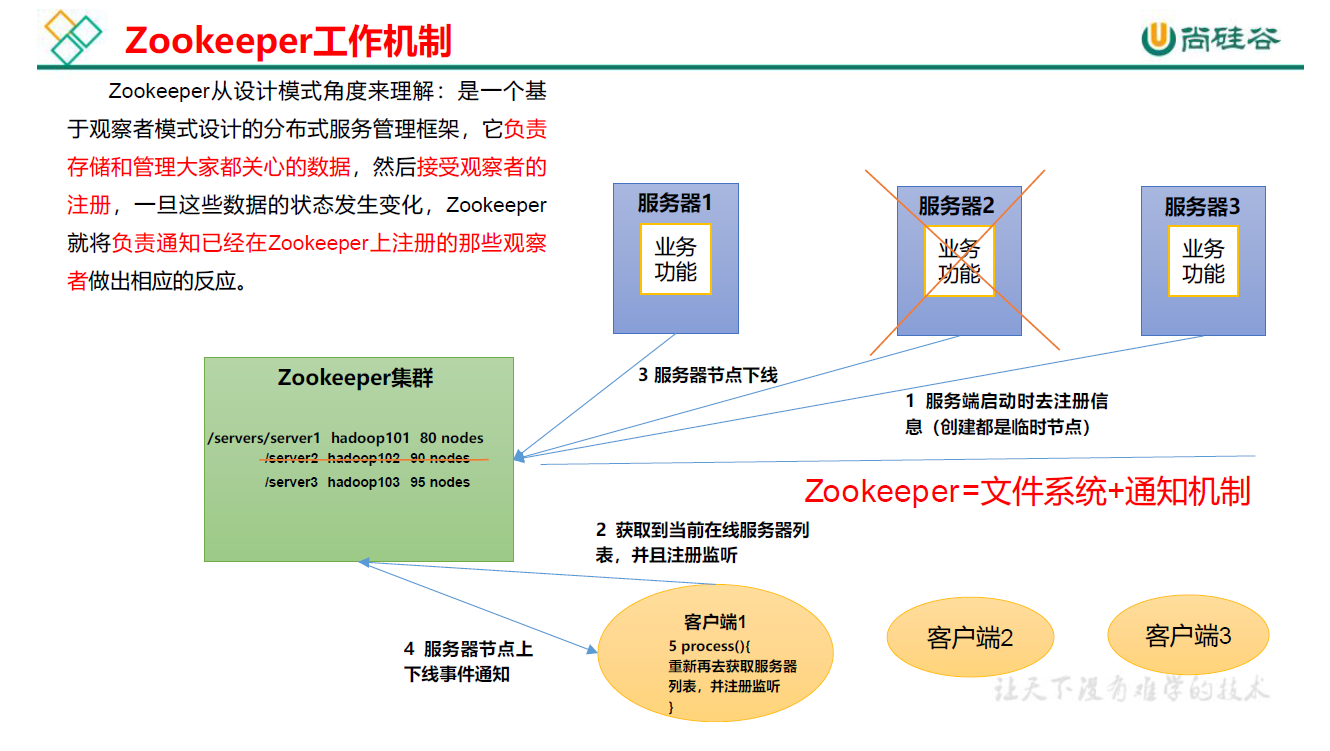 Zookeeper工作机制
尚硅谷
Zookeeper从设计模式角度来理解：是一个基
于观察者模式设计的分布式服务管理框架，它负责
存储和管理大家都关心的数据，然后接受观察者的
注册，一旦这些数据的状态发生变化，Zookeeper
就将负责通知已经在Zookeeper上注册的那些观察
者做出相应的反应。
服务器1
业务
功能
服务器2
业务
功能
服务器3
业务
功能
3 服务器节点下线
1 服务端启动时去注册信
息（创建都是临时节点）
Zookeeper集群
/servers/server1 hadoop101 80 nodes
/server2 hadoop102 90 nodes
/server3 hadoop103 95 nodes
Zookeeper=文件系统+通知机制
2 获取到当前在线服务器列
表，并且注册监听
4 服务器节点上
下线事件通知
客户端1
5 process(){
重新再去获取服务器
列表，并注册监听
}
客户端2
客户端3
让天下没有难学的技术